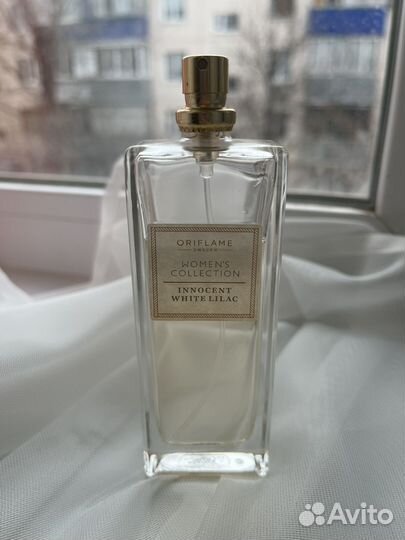 ORIFLAME
SWEDEN
WOMEN'S
COLLECTION
INNOCENT
WHITE LILAC
Avito